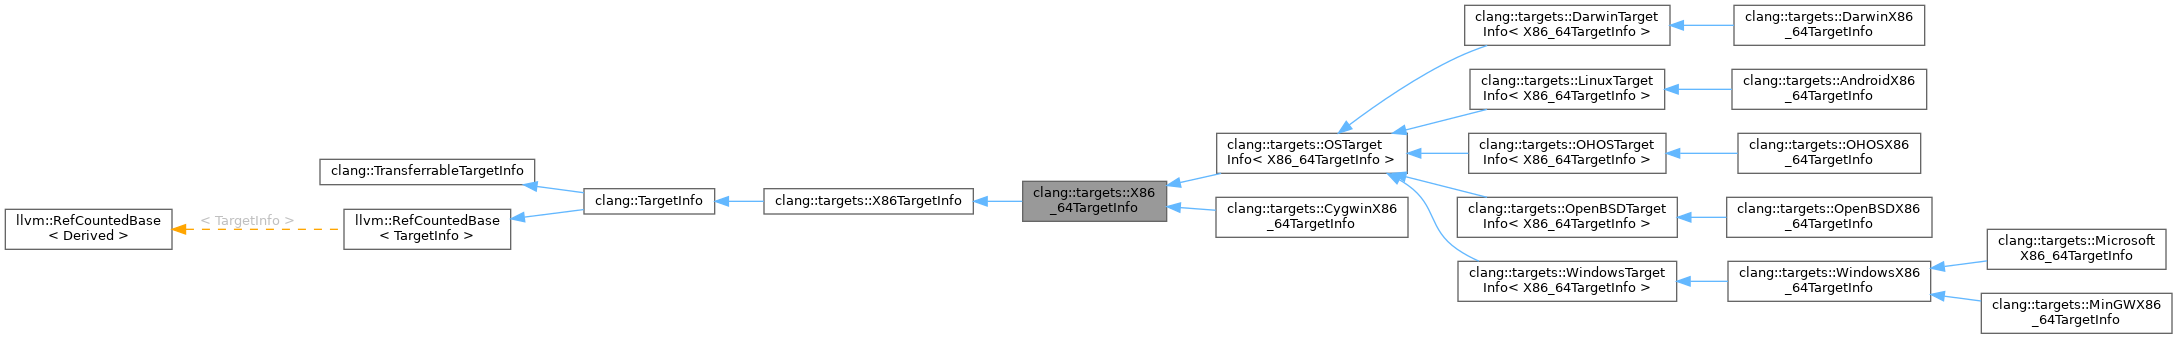 llvm::RefCountedBase
< Derived >
< TargetInfo >
clang::TransferrableTargetInfo
llvm::RefCountedBase
< TargetInfo >
clang::TargetInfo
clang::targets::X86TargetInfo
clang::targets::X86
_64TargetInfo
clang::targets::OSTarget
Info< X86_64TargetInfo >
clang::targets::CygwinX86
_64TargetInfo
clang::targets::DarwinTarget
Info< X86_64TargetInfo >
clang::targets::DarwinX86
_64TargetInfo
clang::targets::LinuxTarget
Info< X86_64TargetInfo >
clang::targets::AndroidX86
_64TargetInfo
clang::targets::OHOSTarget
Info< X86_64TargetInfo >
clang::targets::OHOSX86
_64TargetInfo
clang::targets::OpenBSDTarget
Info< X86_64TargetInfo >
clang::targets::OpenBSDX86
_64TargetInfo
clang::targets::WindowsTarget
Info< X86_64TargetInfo >
clang::targets::WindowsX86
_64TargetInfo
clang::targets::Microsoft
X86_64TargetInfo
clang::targets::MinGWX86
_64TargetInfo